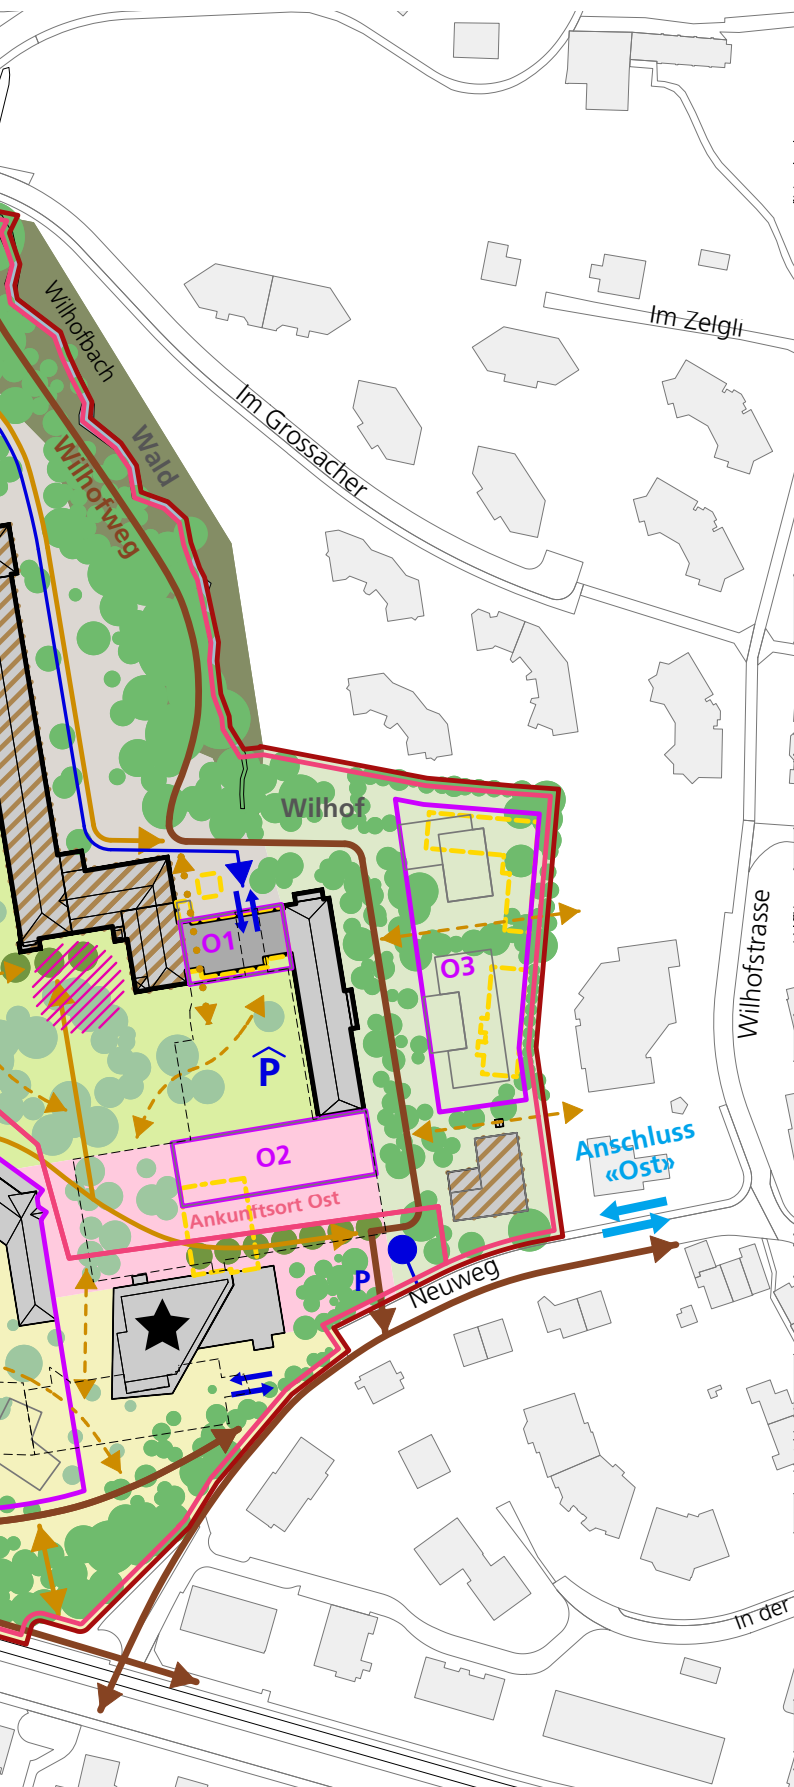 Im Zelgli
Wilhofbach
Im Grossacher
Wald
Wilhofweg
Wilhof
Wilhofstrasse
O1
O3
P
Anschluss
«Ost»
O2
Ankunftsort Ost
P
Neuweg
In der